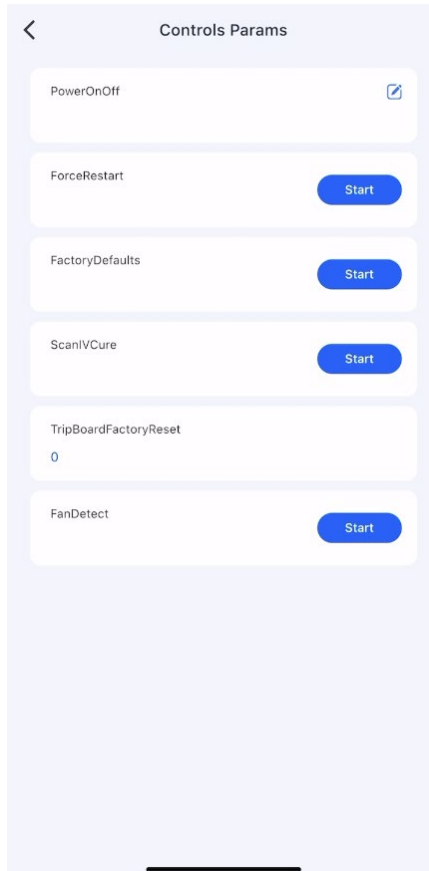 Controls Params
PowerOnOff
ForceRestart
Start
FactoryDefaults
Start
ScanIVCure
Start
TripBoardFactoryReset
0
FanDetect
Start